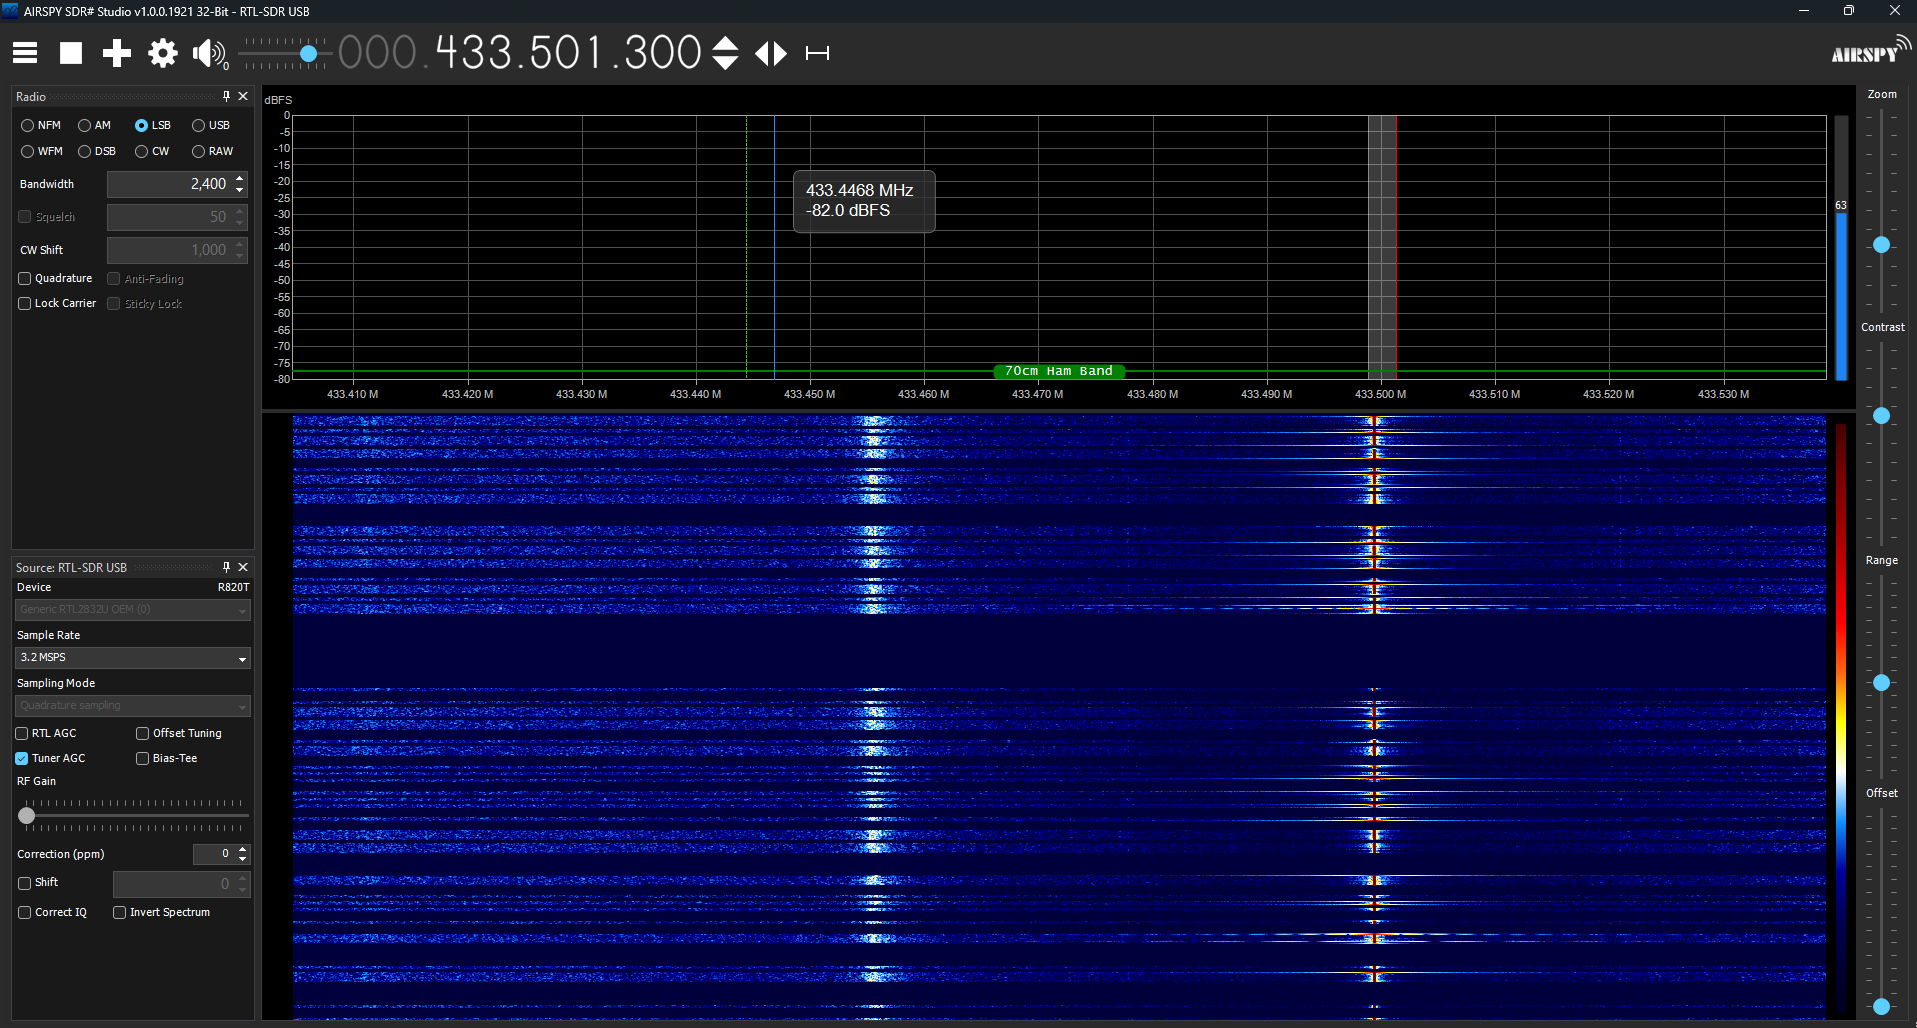 AIRSPY SDR# Studio v1.0.0.1921 32-Bit - RTL-SDR USB
0
000.433.501.300
AIRSPY
Radio
NFM AM LSB USB
WFM DSB CW RAW
Bandwidth 2,400
Squelch 50
CW Shift 1,000
Quadrature Anti-Fading
Lock Carrier Sticky Lock
Source: RTL-SDR USB
Device R820T
Generic RTL2832U OEM (0)
Sample Rate
3.2 MSPS
Sampling Mode
Quadrature sampling
RTL AGC Offset Tuning
Tuner AGC Bias-Tee
RF Gain
Correction (ppm) 0
Shift 0
Correct IQ Invert Spectrum
dBFS
0
-5
-10
-15
-20
-25
-30
-35
-40
-45
-50
-55
-60
-65
-70
-75
-80
433.4468 MHz
-82.0 dBFS
70cm Ham Band
433.410 M 433.420 M 433.430 M 433.440 M 433.450 M 433.460 M 433.470 M 433.480 M 433.490 M 433.500 M 433.510 M 433.520 M 433.530 M
63
Zoom
Contrast
Range
Offset